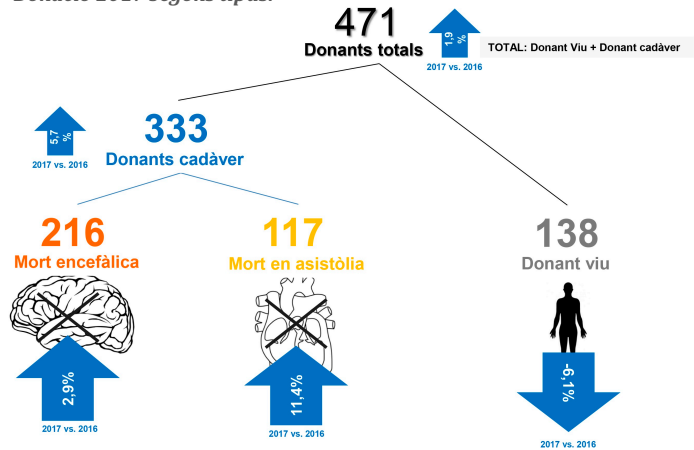 471
Donants totals
1,9 %
2017 vs. 2016
TOTAL: Donant Viu + Donant cadàver
5,7 %
2017 vs. 2016
333
Donants cadàver
216
Mort encefàlica
2,9%
2017 vs. 2016
117
Mort en asistòlia
11,4%
2017 vs. 2016
138
Donant viu
-6,1%
2017 vs. 2016